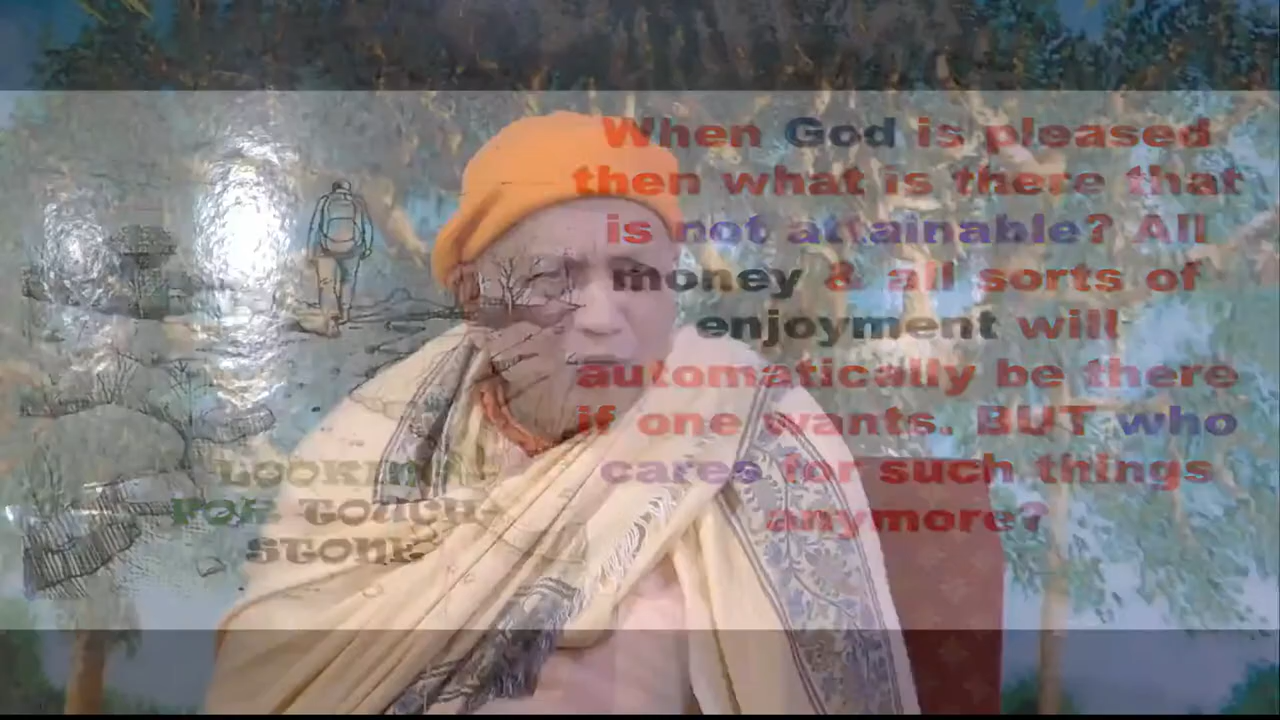 When God is pleased
then what is there that
is not attainable? All
money & all sorts of
enjoyment will
automatically be there
if one wants. BUT who
cares for such things
anymore?
LOOKING
FOR TOUCH-
STONE